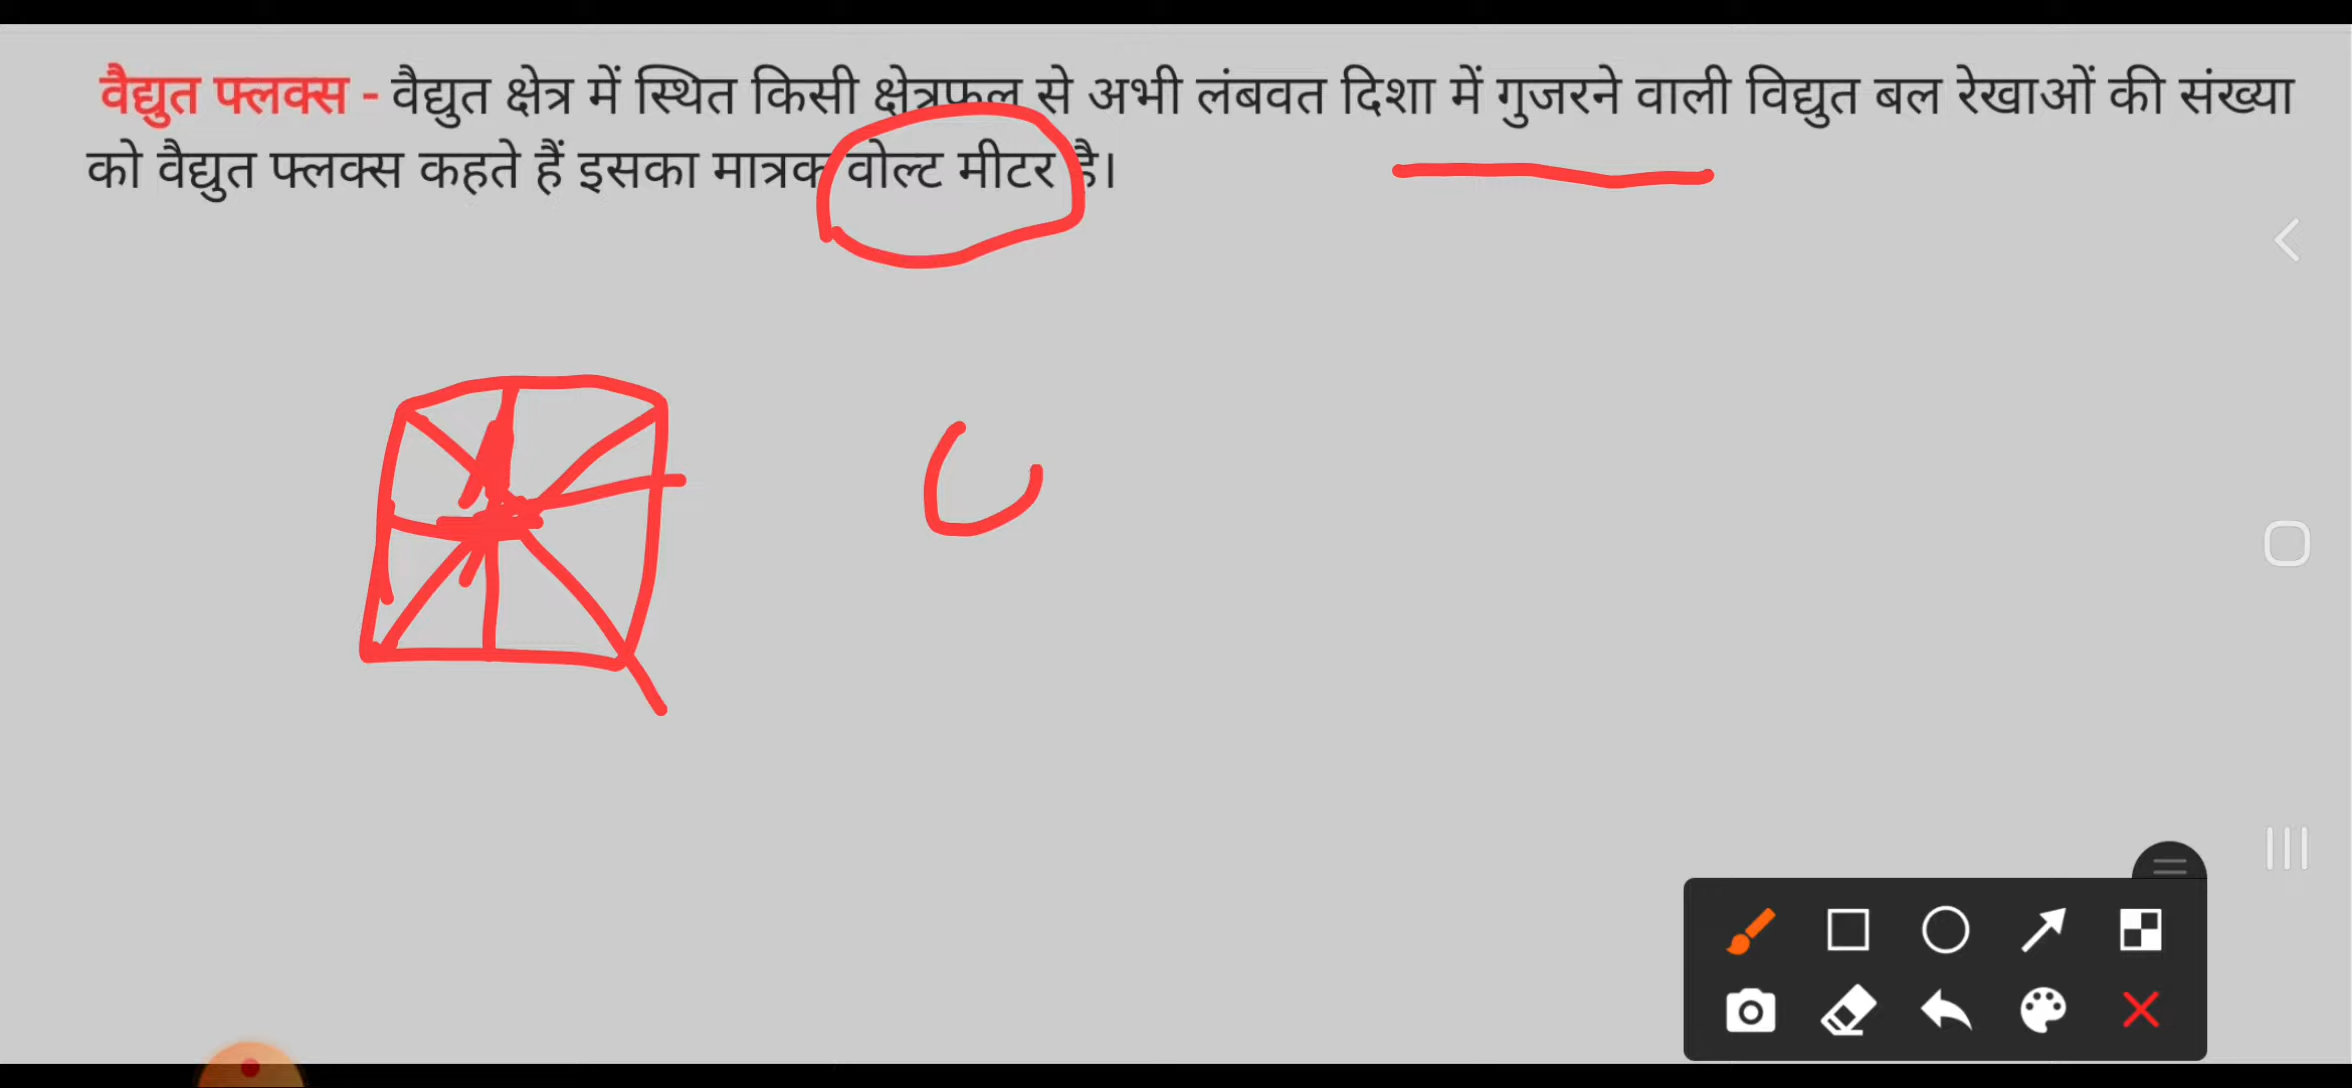 वैद्युत फ्लक्स - वैद्युत क्षेत्र में स्थित किसी क्षेत्रफल से अभी लंबवत दिशा में गुजरने वाली विद्युत बल रेखाओं की संख्या
को वैद्युत फ्लक्स कहते हैं इसका मात्रक वोल्ट मीटर है।